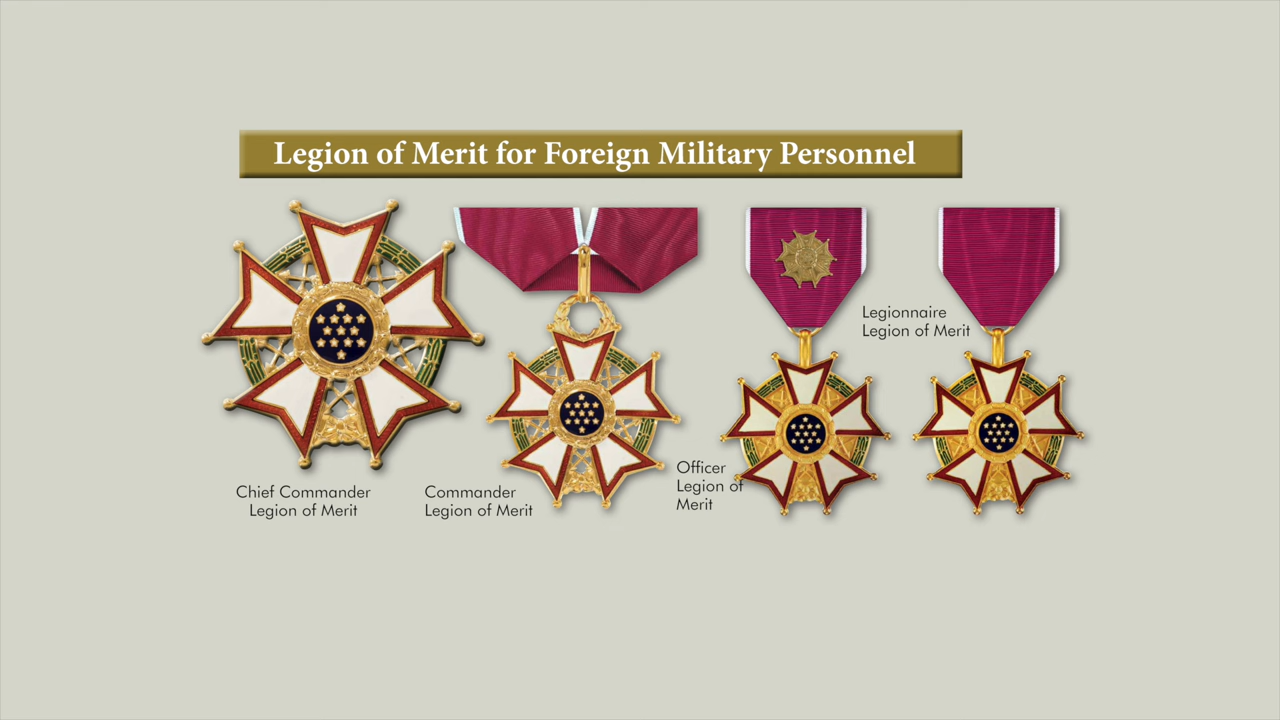 Legion of Merit for Foreign Military Personnel
Chief Commander
Legion of Merit
Commander
Legion of Merit
Officer
Legion of
Merit
Legionnaire
Legion of Merit